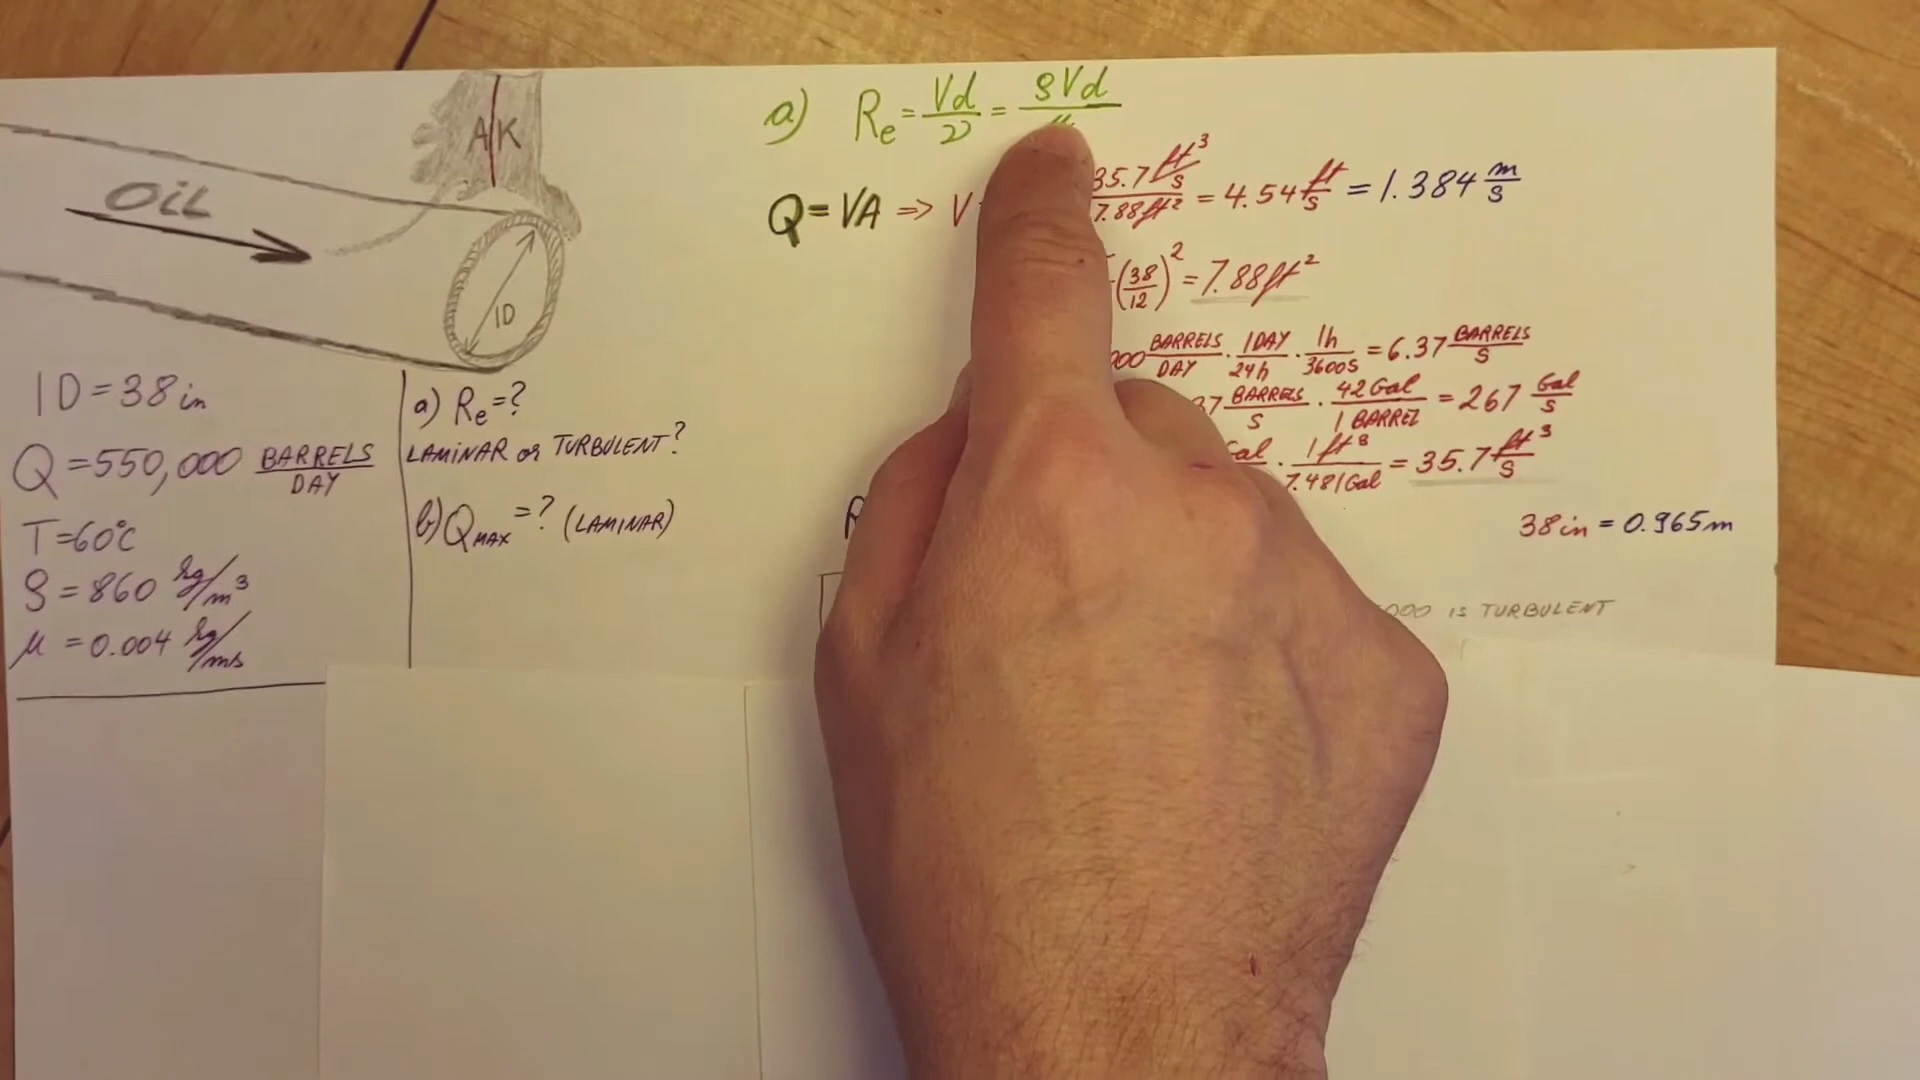 A K
OiL
ID
ID = 38 in
Q = 550,000 BARRELS/DAY
T = 60°C
ρ = 860 kg/m³
μ = 0.004 kg/ms
a) Re = ?
LAMINAR or TURBULENT?
b) QMAX = ? (LAMINAR)
a) Re = Vd/ν = ρVd/
Q = VA ⇒ V 35.7 ft³/s / 7.88 ft² = 4.54 ft/s = 1.384 m/s
(38/12)² = 7.88 ft²
BARRELS/DAY · 1DAY/24h · 1h/3600s = 6.37 BARRELS/s
BARRELS/s · 42 Gal/1 BARREL = 267 Gal/s
· 1 ft³/7.481 Gal = 35.7 ft³/s
38 in = 0.965 m
IS TURBULENT